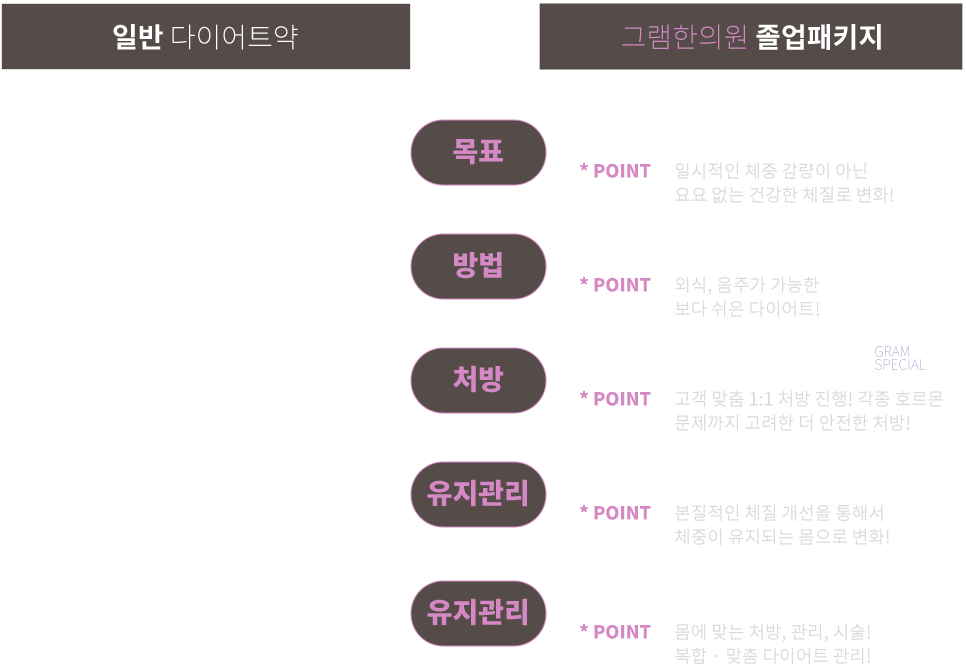 일반 다이어트약
그램한의원 졸업패키지
목표
* POINT 일시적인 체중 감량이 아닌
요요 없는 건강한 체질로 변화!
방법
* POINT 외식, 음주가 가능한
보다 쉬운 다이어트!
GRAM
SPECIAL
처방
* POINT 고객 맞춤 1:1 처방 진행! 각종 호르몬
문제까지 고려한 더 안전한 처방!
유지관리
* POINT 본질적인 체질 개선을 통해서
체중이 유지되는 몸으로 변화!
유지관리
* POINT 몸에 맞는 처방, 관리, 시술!
복합 · 맞춤 다이어트 관리!